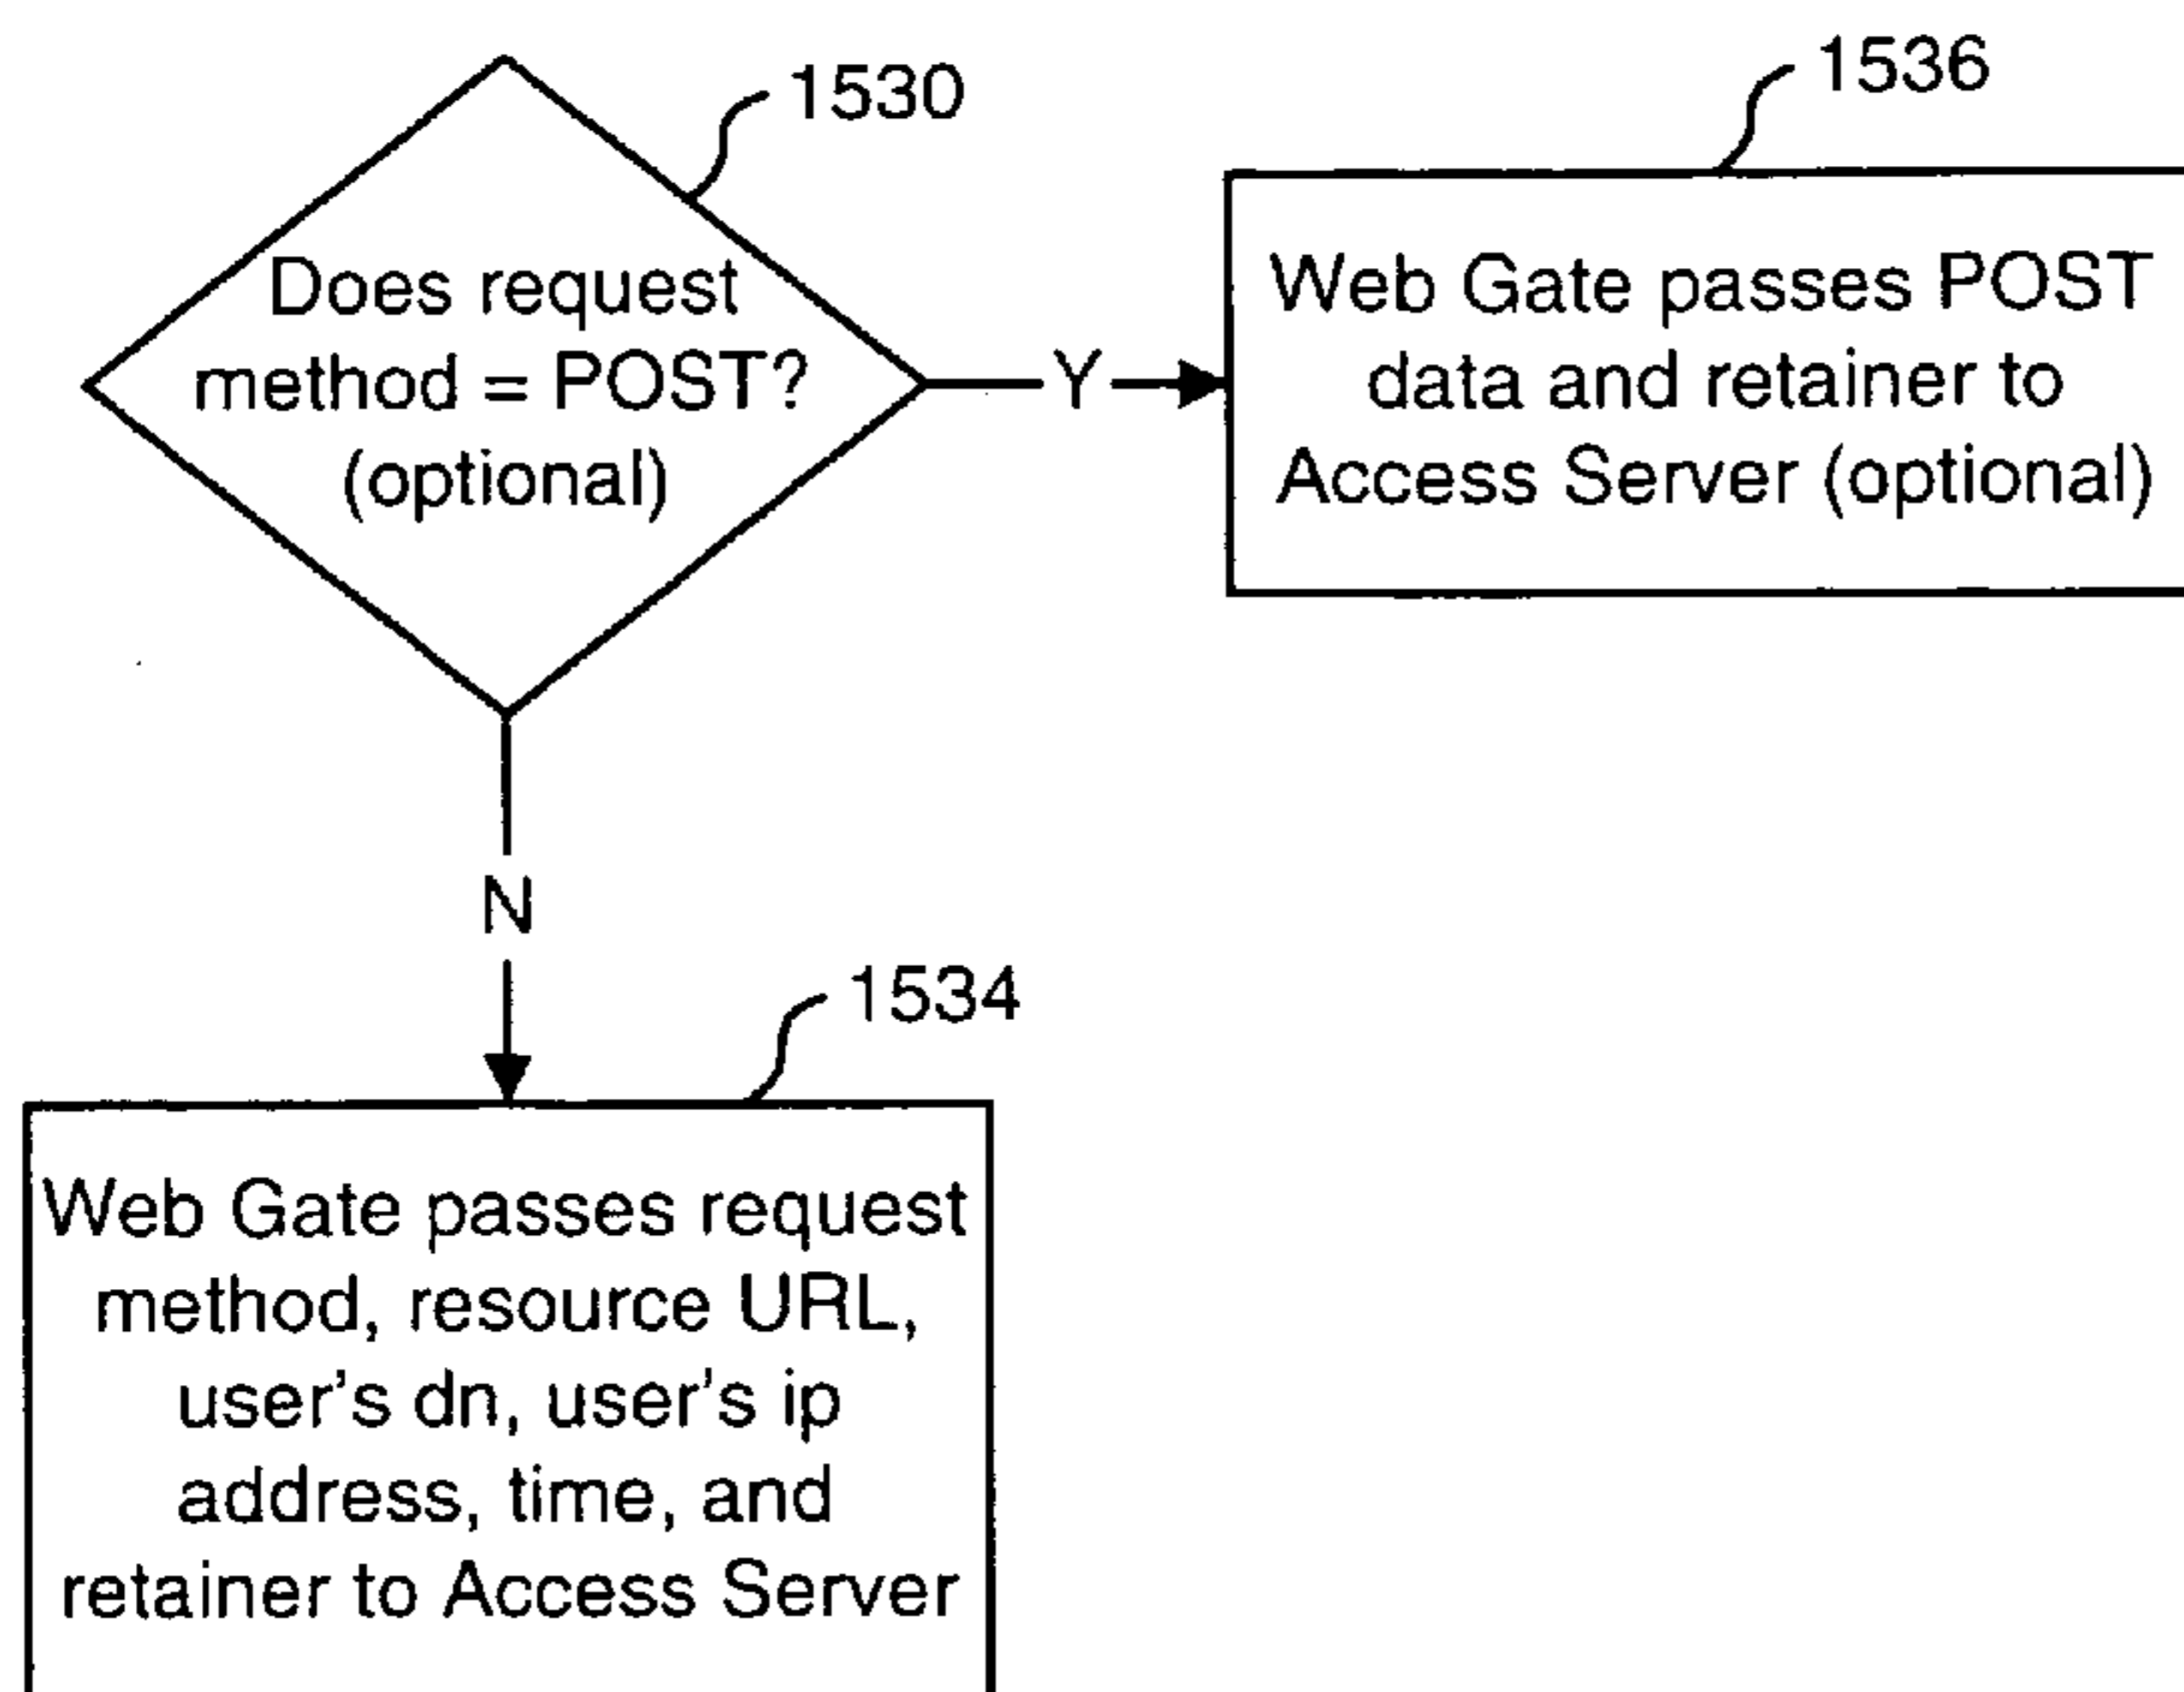 1530
Does request
method = POST?
(optional)
Y
1536
Web Gate passes POST
data and retainer to
Access Server (optional)
N
1534
Web Gate passes request
method, resource URL,
user's dn, user's ip
address, time, and
retainer to Access Server